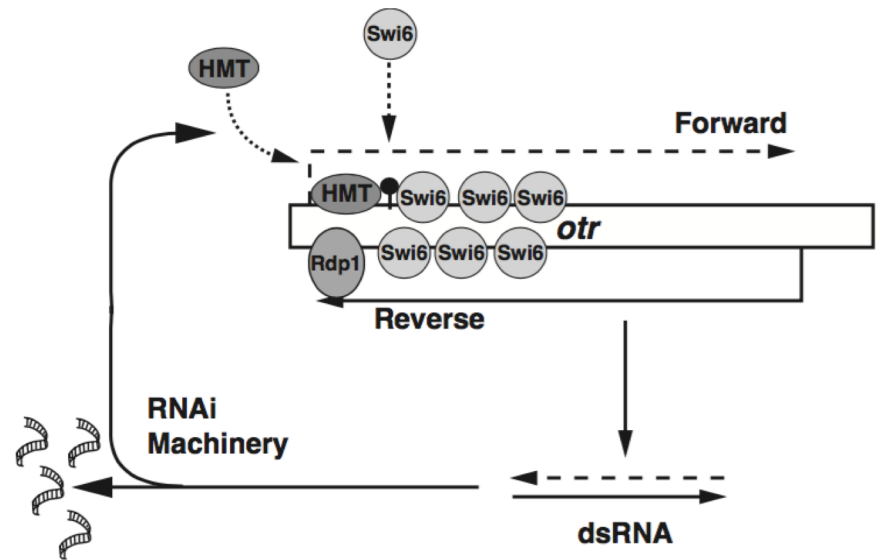 Swi6
HMT
Forward
HMT
Swi6
Swi6
Swi6
otr
Rdp1
Swi6
Swi6
Swi6
Reverse
RNAi
Machinery
dsRNA